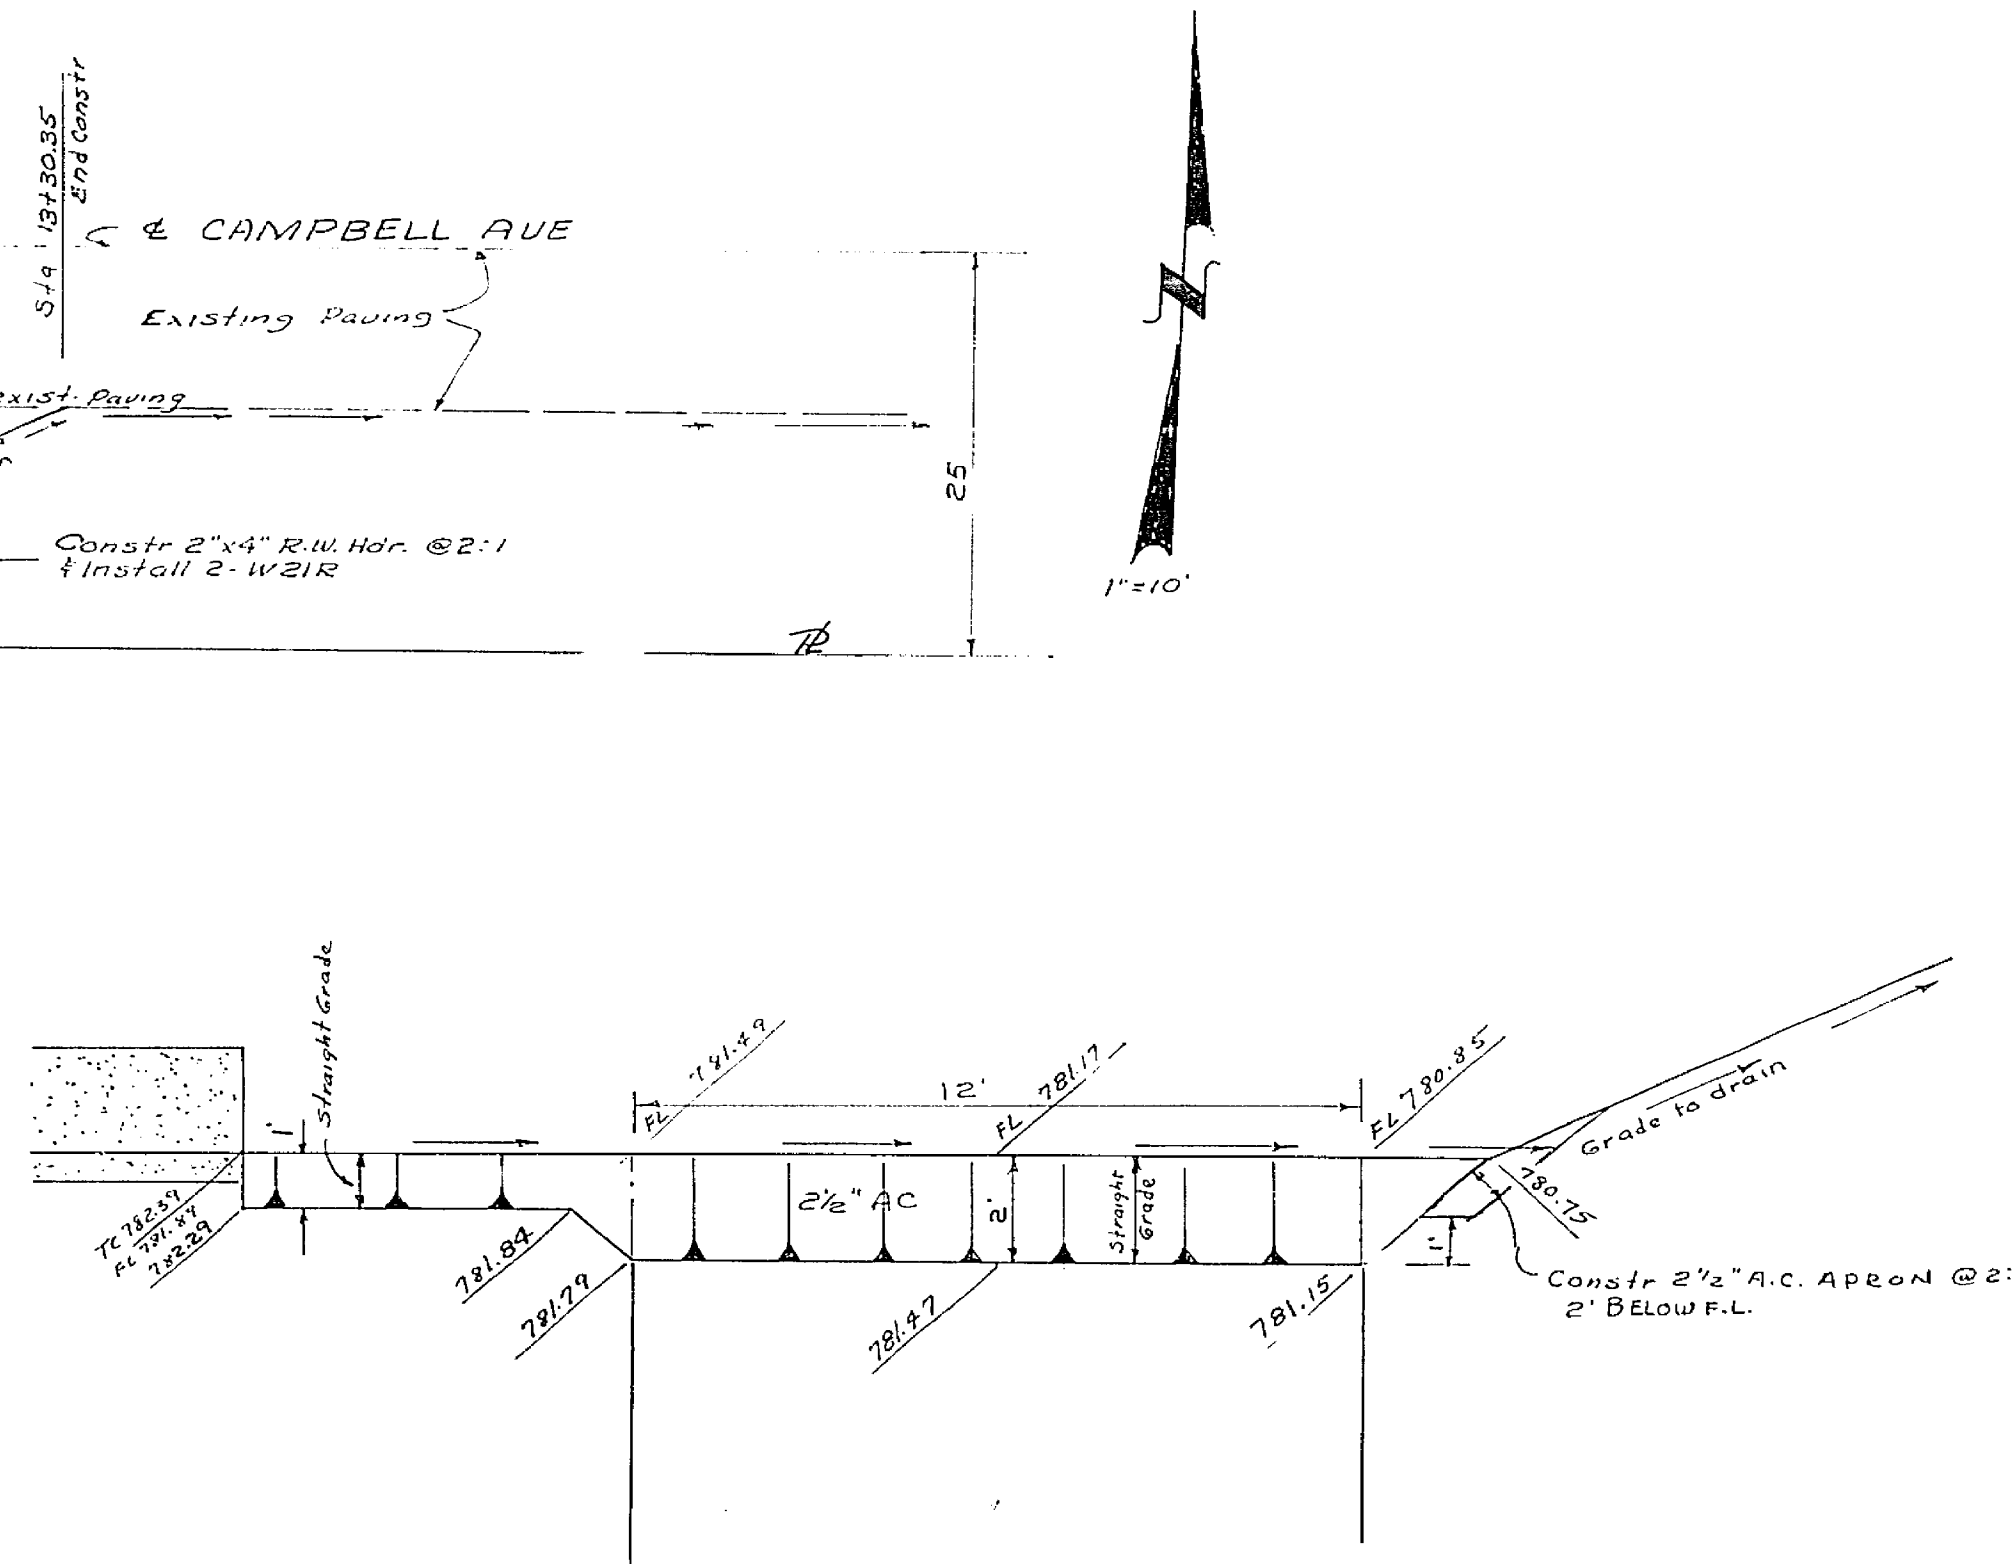 Sta 13+30.35
End Constr
℄ CAMPBELL AVE
Existing Paving
exist. Paving
25
Constr 2"x4" R.W. Hdr. @2:1
& Install 2-W21R
N
1"=10'
Straight Grade
1'
FL 781.49
12'
FL 781.17
FL 780.85
Grade to drain
2½" AC
2'
Straight
Grade
780.75
1'
TC 782.39
FL 781.89
782.29
781.84
781.79
781.47
781.15
Constr 2½" A.C. APRON @ 2:
2' BELOW F.L.